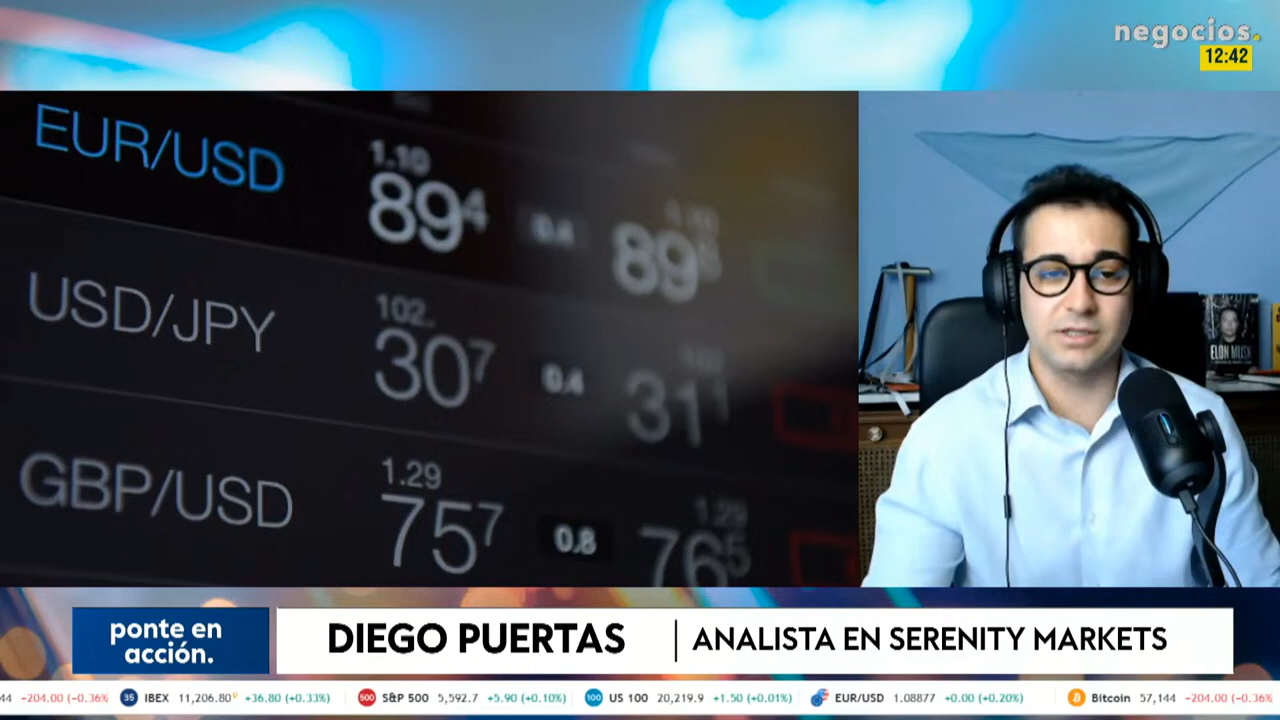 negocios.
12:42
EUR/USD
1.10
89⁴
0.4
USD/JPY
102.
30⁷
0.4
31¹
GBP/USD
1.29
75⁷
0.8
1.29
76⁵
ELON MUSK
ponte en
acción.
DIEGO PUERTAS | ANALISTA EN SERENITY MARKETS
44 -204.00 (-0.36% 35 IBEX 11,206.80 +36.80 (+0.33%) 500 S&P 500 5,592.7 +5.90 (+0.10%) 100 US 100 20,219.9 +1.50 (+0.01%) EUR/USD 1.08877 +0.00 (+0.20%) Bitcoin 57,144 -204.00 (-0.36%